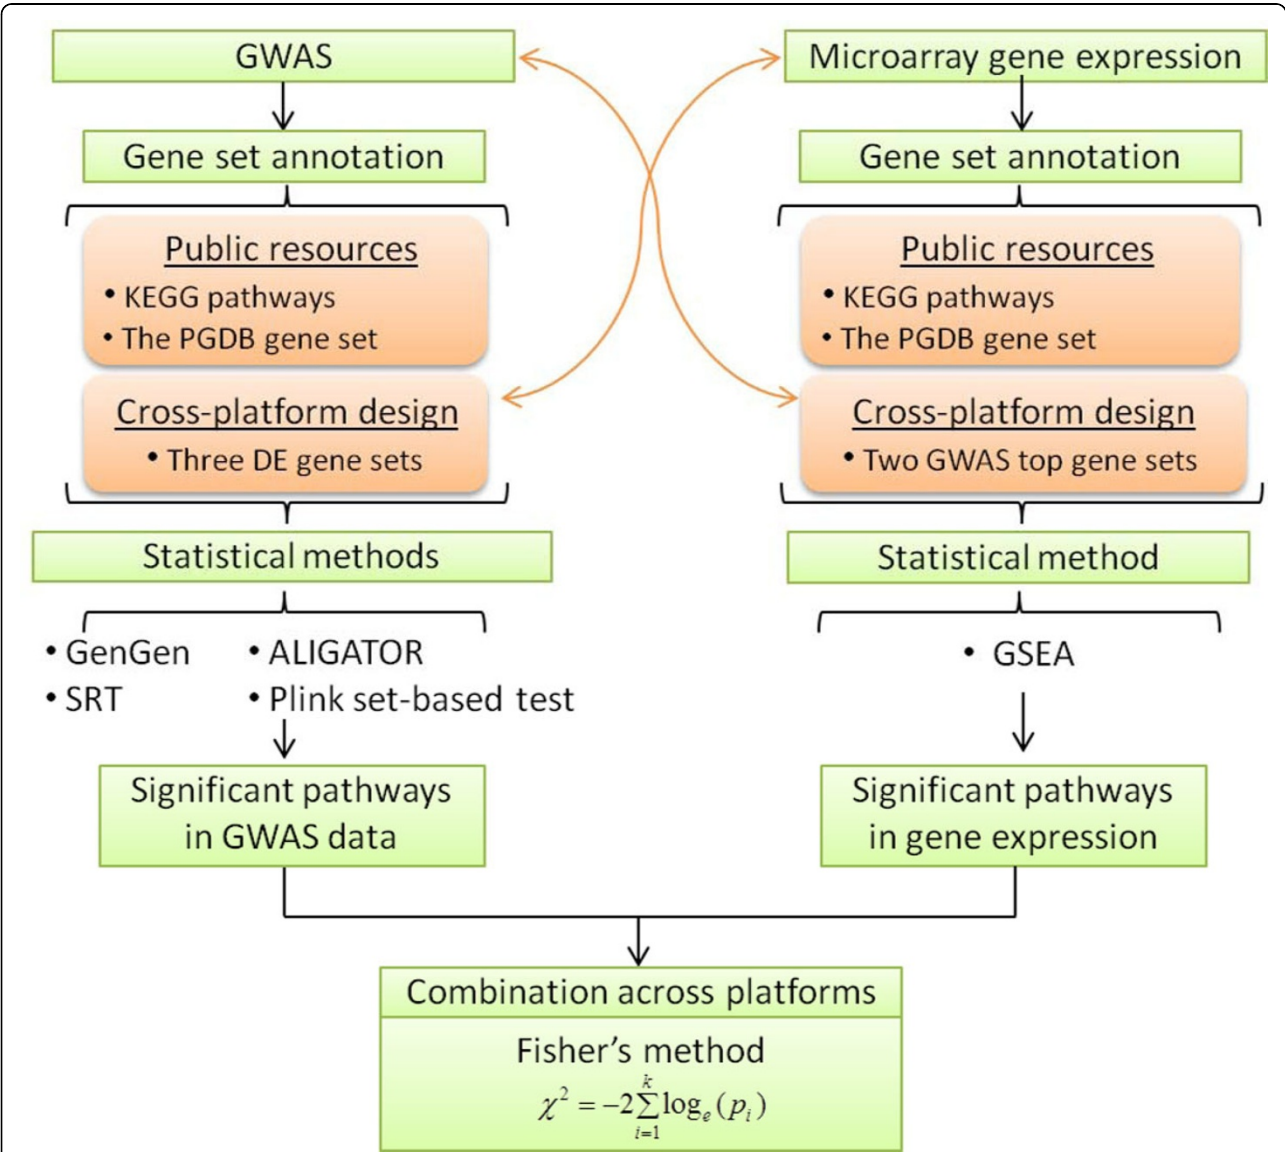 GWAS
Gene set annotation
Public resources
• KEGG pathways
• The PGDB gene set
Cross-platform design
• Three DE gene sets
Statistical methods
• GenGen • ALIGATOR
• SRT • Plink set-based test
Significant pathways
in GWAS data
Microarray gene expression
Gene set annotation
Public resources
• KEGG pathways
• The PGDB gene set
Cross-platform design
• Two GWAS top gene sets
Statistical method
• GSEA
Significant pathways
in gene expression
Combination across platforms
Fisher’s method
χ² = −2∑ᵢ₌₁ᵏ logₑ(pᵢ)